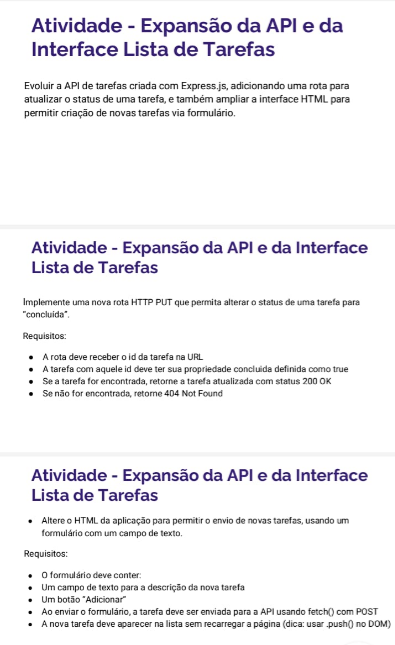 Atividade - Expansão da API e da
Interface Lista de Tarefas
Evoluir a API de tarefas criada com Express.js, adicionando uma rota para
atualizar o status de uma tarefa, e também ampliar a interface HTML para
permitir criação de novas tarefas via formulário.
Atividade - Expansão da API e da Interface
Lista de Tarefas
Implemente uma nova rota HTTP PUT que permita alterar o status de uma tarefa para
"concluída".
Requisitos:
● A rota deve receber o id da tarefa na URL
● A tarefa com aquele id deve ter sua propriedade concluida definida como true
● Se a tarefa for encontrada, retorne a tarefa atualizada com status 200 OK
● Se não for encontrada, retorne 404 Not Found
Atividade - Expansão da API e da Interface
Lista de Tarefas
● Altere o HTML da aplicação para permitir o envio de novas tarefas, usando um
formulário com um campo de texto.
Requisitos:
● O formulário deve conter:
● Um campo de texto para a descrição da nova tarefa
● Um botão "Adicionar"
● Ao enviar o formulário, a tarefa deve ser enviada para a API usando fetch() com POST
● A nova tarefa deve aparecer na lista sem recarregar a página (dica: usar .push() no DOM)